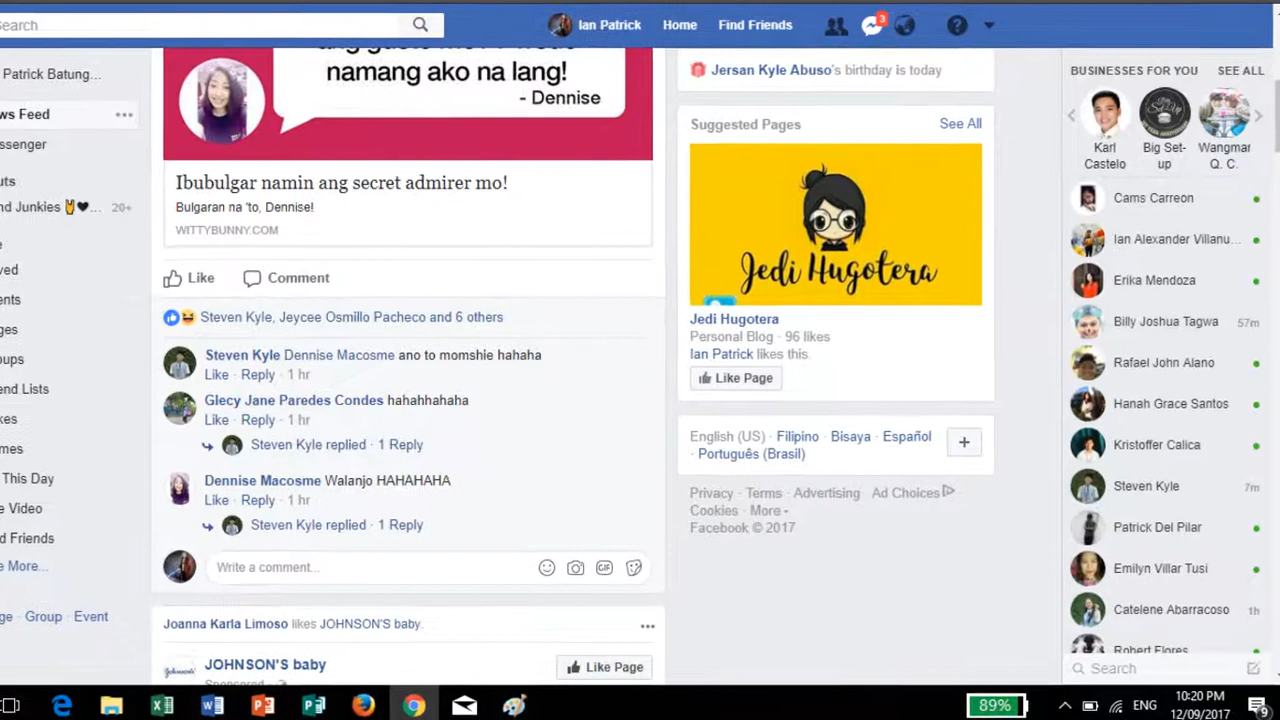 Search
Ian Patrick
Home
Find Friends
3
Patrick Batung...
ws Feed
ssenger
uts
nd Junkies 20+
ved
ents
ges
oups
end Lists
kes
mes
This Day
e Video
d Friends
e More...
ge · Group · Event
namang ako na lang!
- Dennise
Ibubulgar namin ang secret admirer mo!
Bulgaran na 'to, Dennise!
WITTYBUNNY.COM
Like Comment
Steven Kyle, Jeycee Osmillo Pacheco and 6 others
Steven Kyle Dennise Macosme ano to momshie hahaha
Like · Reply · 1 hr
Glecy Jane Paredes Condes hahahhahaha
Like · Reply · 1 hr
Steven Kyle replied · 1 Reply
Dennise Macosme Walanjo HAHAHAHA
Like · Reply · 1 hr
Steven Kyle replied · 1 Reply
Write a comment...
GIF
Joanna Karla Limoso likes JOHNSON'S baby.
Johnson's
JOHNSON'S baby
Like Page
Sponsored
Jersan Kyle Abuso's birthday is today
Suggested Pages
See All
Jedi Hugotera
Jedi Hugotera
Personal Blog · 96 likes
Ian Patrick likes this.
Like Page
English (US) · Filipino · Bisaya · Español
· Português (Brasil)
Privacy · Terms · Advertising · Ad Choices
Cookies · More
Facebook © 2017
BUSINESSES FOR YOU SEE ALL
Karl Castelo
Big Set-up
Wangmar Q. C.
Cams Carreon
Ian Alexander Villanu...
Erika Mendoza
Billy Joshua Tagwa 57m
Rafael John Alano
Hanah Grace Santos
Kristoffer Calica
Steven Kyle 7m
Patrick Del Pilar
Emilyn Villar Tusi
Catelene Abarracoso 1h
Robert Flores
Search
89%
ENG
10:20 PM
12/09/2017
9